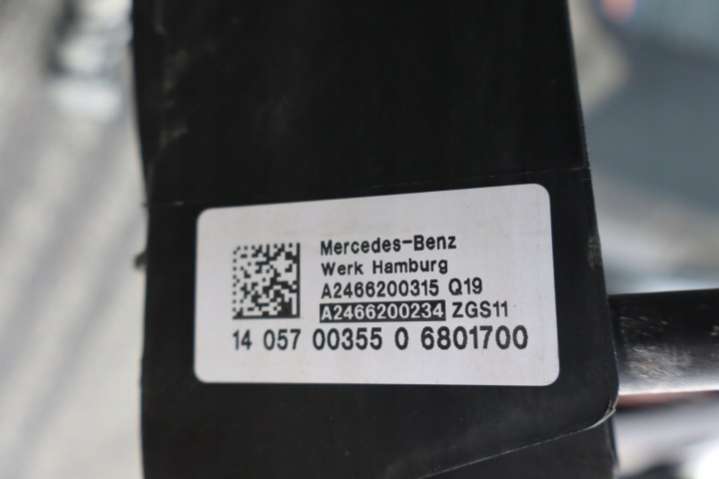 Mercedes-Benz
Werk Hamburg
A2466200315 Q19
A2466200234 ZGS11
14 057 00355 0 6801700